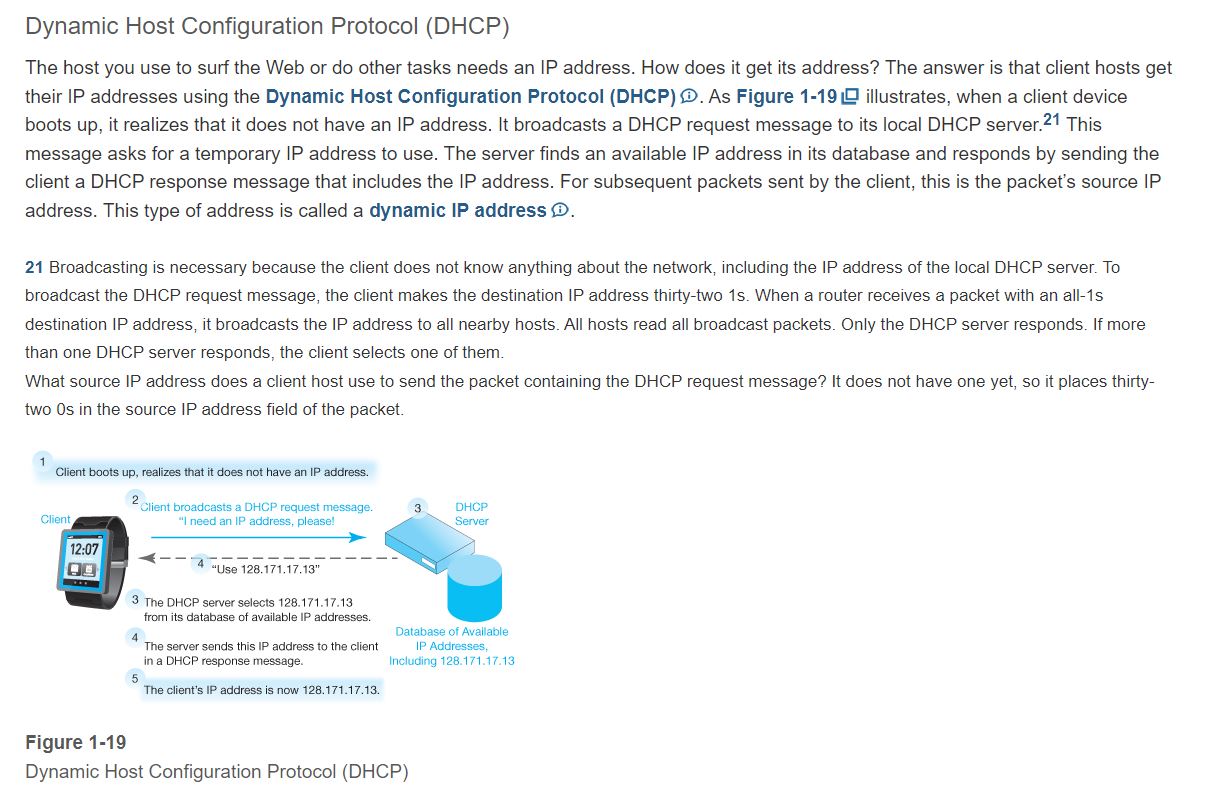 Dynamic Host Configuration Protocol (DHCP)
The host you use to surf the Web or do other tasks needs an IP address. How does it get its address? The answer is that client hosts get
their IP addresses using the Dynamic Host Configuration Protocol (DHCP). As Figure 1-19 illustrates, when a client device
boots up, it realizes that it does not have an IP address. It broadcasts a DHCP request message to its local DHCP server.21 This
message asks for a temporary IP address to use. The server finds an available IP address in its database and responds by sending the
client a DHCP response message that includes the IP address. For subsequent packets sent by the client, this is the packet's source IP
address. This type of address is called a dynamic IP address.
21 Broadcasting is necessary because the client does not know anything about the network, including the IP address of the local DHCP server. To
broadcast the DHCP request message, the client makes the destination IP address thirty-two 1s. When a router receives a packet with an all-1s
destination IP address, it broadcasts the IP address to all nearby hosts. All hosts read all broadcast packets. Only the DHCP server responds. If more
than one DHCP server responds, the client selects one of them.
What source IP address does a client host use to send the packet containing the DHCP request message? It does not have one yet, so it places thirty-
two 0s in the source IP address field of the packet.
1
Client boots up, realizes that it does not have an IP address.
2
Client broadcasts a DHCP request message.
"I need an IP address, please!
Client
12:07
3
DHCP
Server
4
"Use 128.171.17.13"
3 The DHCP server selects 128.171.17.13
from its database of available IP addresses.
4
The server sends this IP address to the client
in a DHCP response message.
Database of Available
IP Addresses,
Including 128.171.17.13
5
The client's IP address is now 128.171.17.13.
Figure 1-19
Dynamic Host Configuration Protocol (DHCP)